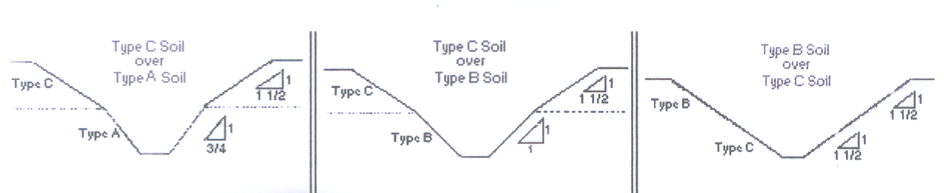 Type C Soil
over
Type A Soil
Type C
1
1 1/2
Type A
1
3/4
Type C Soil
over
Type B Soil
Type C
1
1 1/2
Type B
1
1
Type B Soil
over
Type C Soil
Type B
1
1 1/2
Type C
1
1 1/2